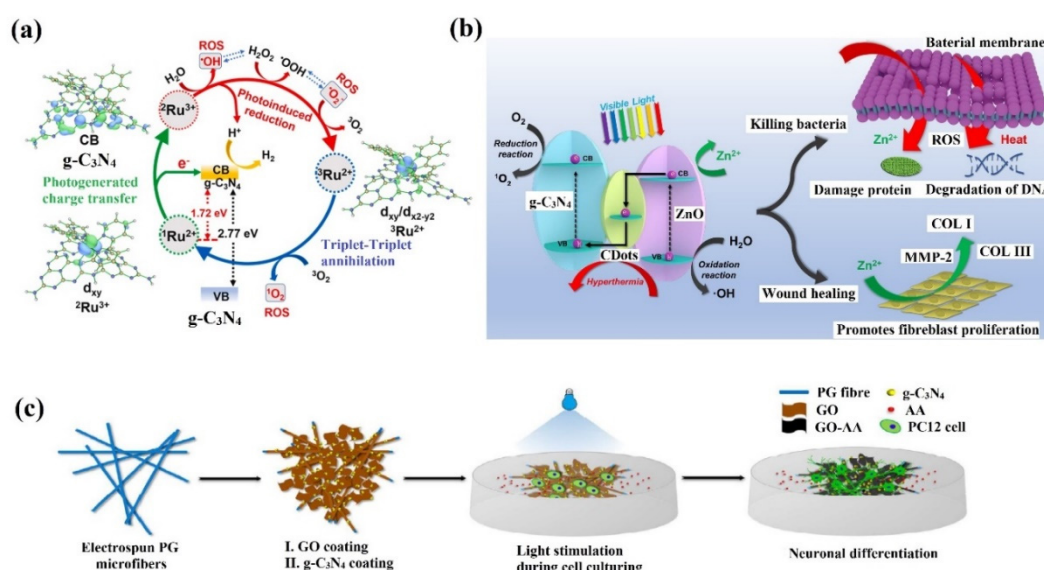 (a)
ROS
•OH
H₂O₂
•OOH
ROS
•O₂⁻
H₂O
²Ru³⁺
Photoinduced
reduction
³O₂
CB
g-C₃N₄
H⁺
H₂
e⁻
CB
g-C₃N₄
³Ru²⁺
Photogenerated
charge transfer
1.72 eV
2.77 eV
¹Ru²⁺
dxy/dx2-y2
³Ru²⁺
Triplet-Triplet
annihilation
³O₂
dxy
²Ru³⁺
VB
g-C₃N₄
¹O₂
ROS
(b)
Baterial membrane
Visible Light
O₂
Reduction
reaction
¹O₂
CB
CB
Zn²⁺
g-C₃N₄
ZnO
VB
VB
CDots
H₂O
Oxidation
reaction
·OH
Hyperthermia
Killing bacteria
Zn²⁺
ROS
Heat
Damage protein
Degradation of DNA
COL I
MMP-2
COL III
Zn²⁺
Wound healing
Promotes fibreblast proliferation
(c)
PG fibre
g-C₃N₄
GO
AA
GO-AA
PC12 cell
Electrospun PG
microfibers
I. GO coating
II. g-C₃N₄ coating
Light stimulation
during cell culturing
Neuronal differentiation